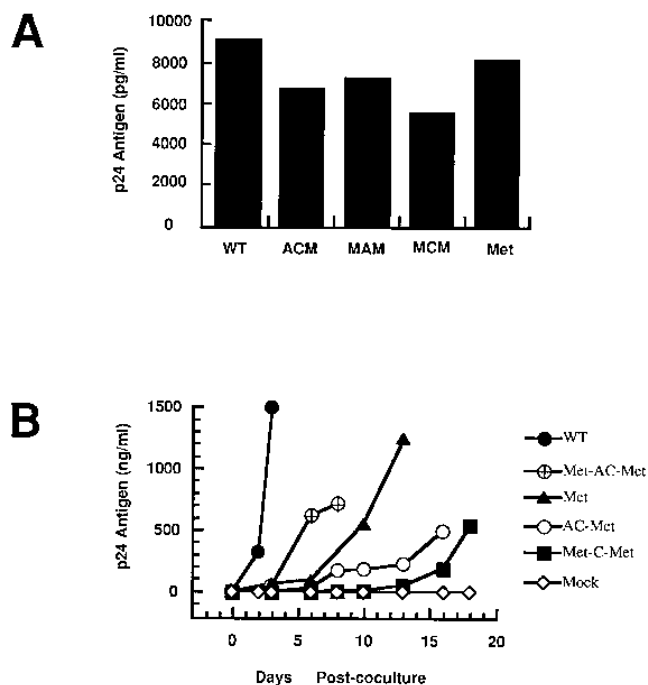 A
p24 Antigen (pg/ml)
10000
8000
6000
4000
2000
0
WT ACM MAM MCM Met
B
p24 Antigen (ng/ml)
1500
1000
500
0
0 5 10 15 20
Days Post-coculture
WT
Met-AC-Met
Met
AC-Met
Met-C-Met
Mock